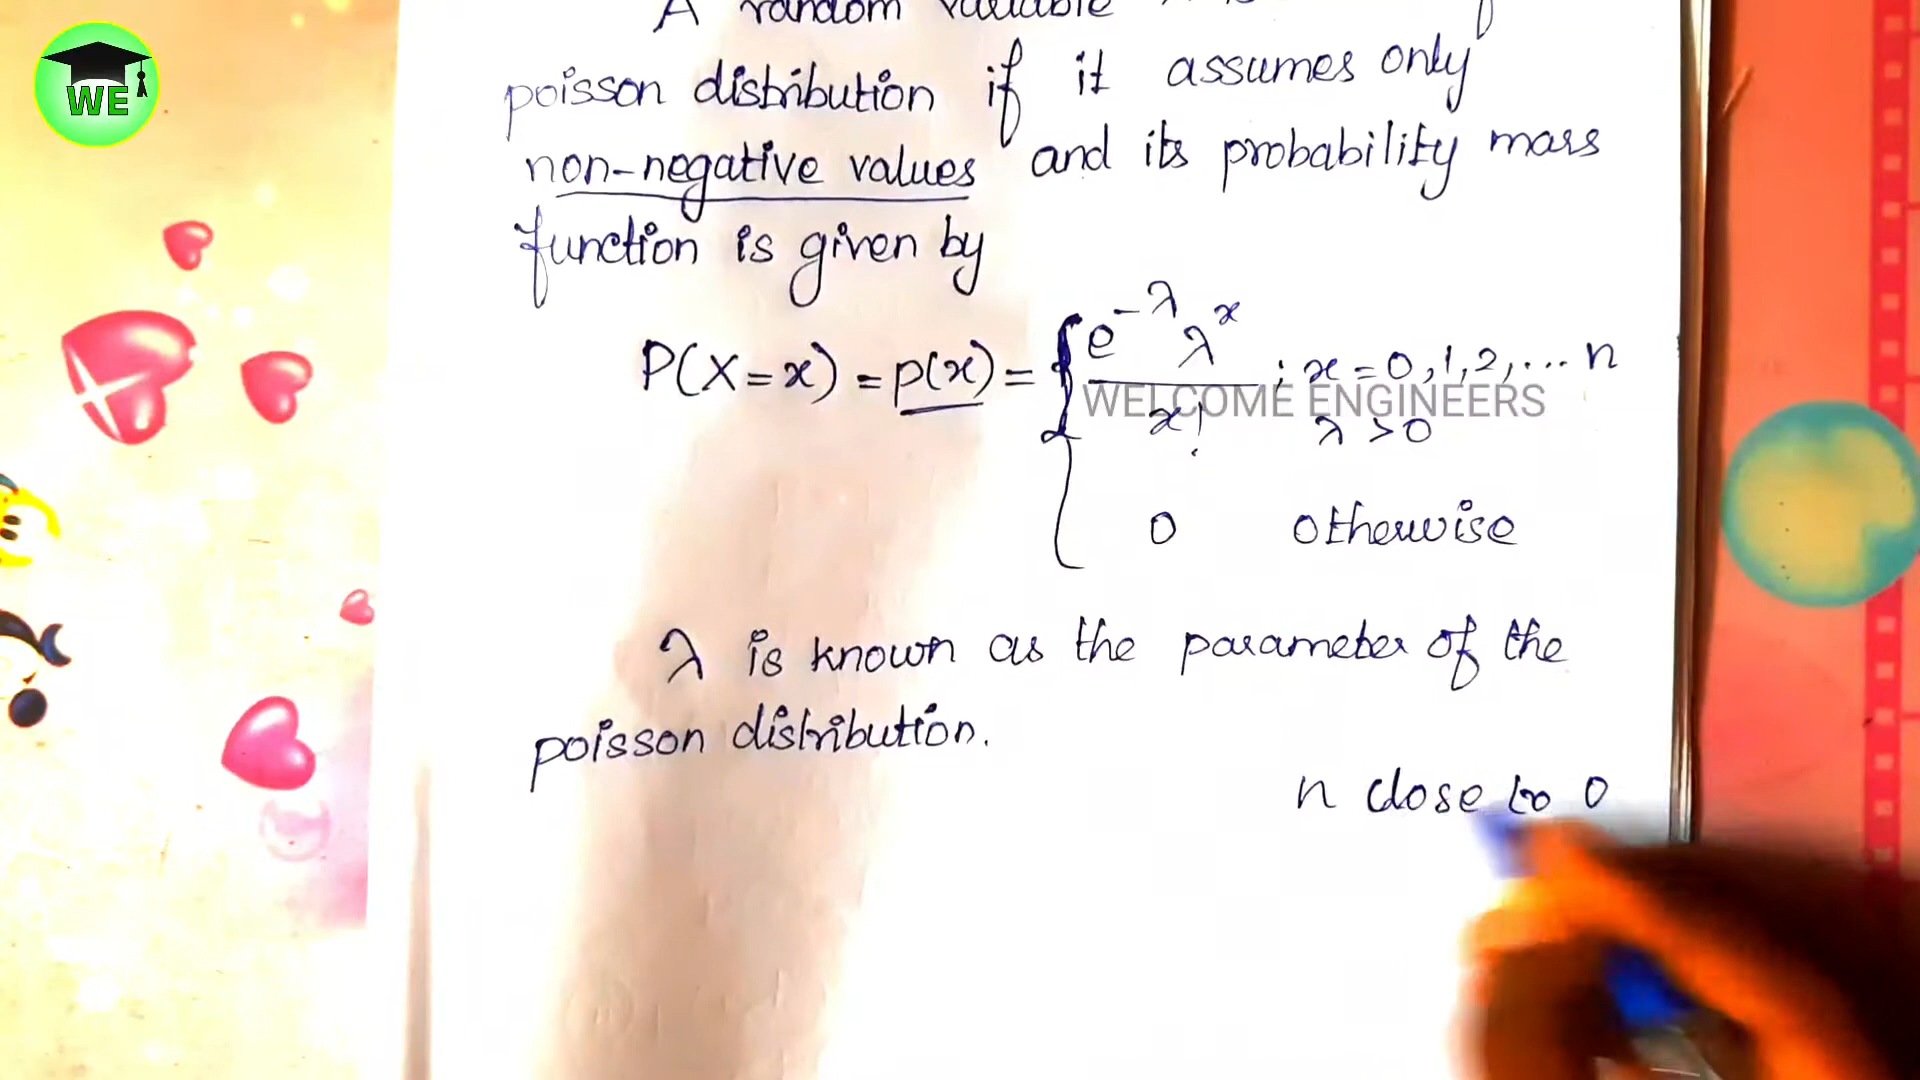 WE
A random variable
poisson distribution if it assumes only
non-negative values and its probability mass
function is given by
P(X=x) = p(x) = { e^-λ λ^x / x! ; x = 0,1,2,... n
λ > 0
WELCOME ENGINEERS
0 otherwise
λ is known as the parameter of the
poisson distribution.
n close to 0